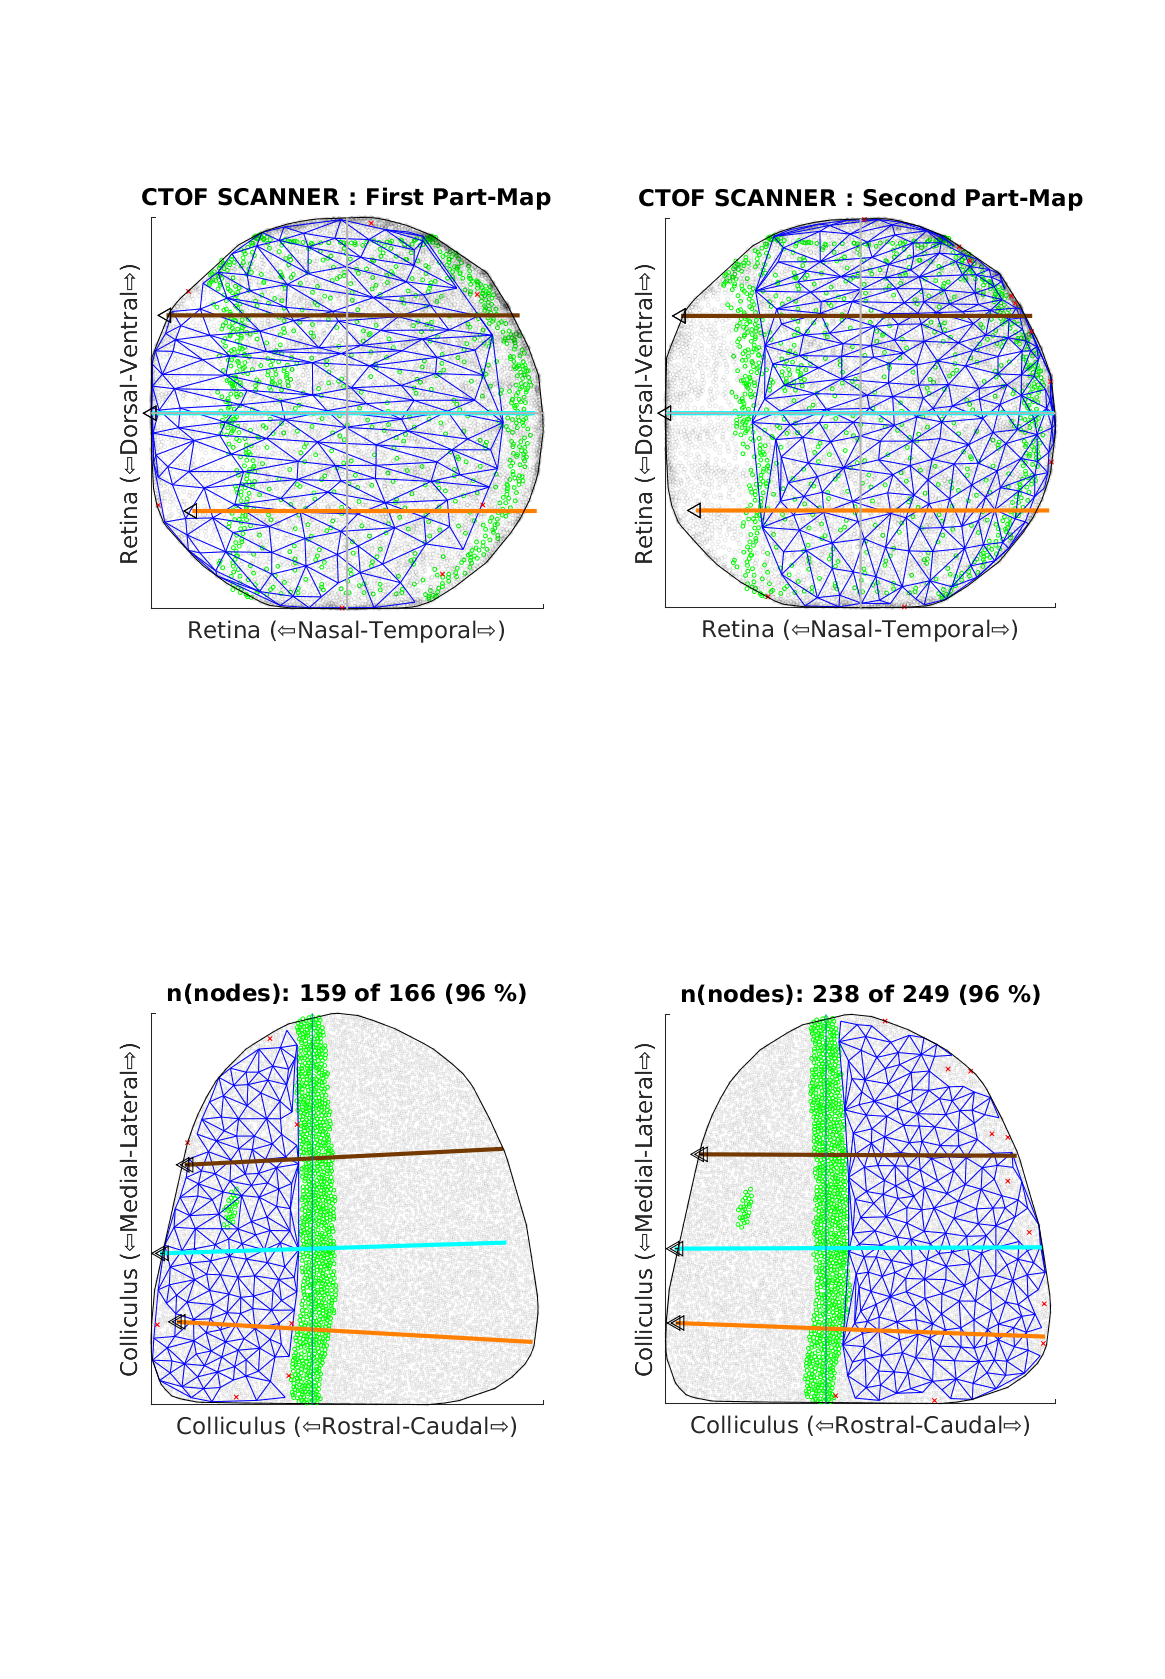 CTOF SCANNER : First Part-Map
CTOF SCANNER : Second Part-Map
Retina (⇦Dorsal-Ventral⇨)
Retina (⇦Dorsal-Ventral⇨)
Retina (⇦Nasal-Temporal⇨)
Retina (⇦Nasal-Temporal⇨)
n(nodes): 159 of 166 (96 %)
n(nodes): 238 of 249 (96 %)
Colliculus (⇦Medial-Lateral⇨)
Colliculus (⇦Medial-Lateral⇨)
Colliculus (⇦Rostral-Caudal⇨)
Colliculus (⇦Rostral-Caudal⇨)